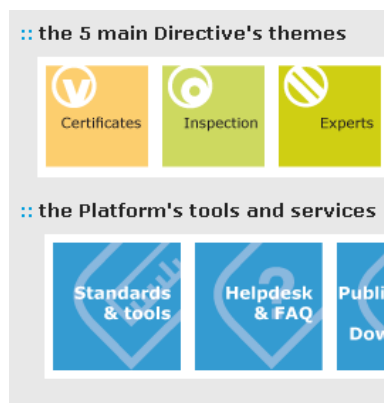 :: the 5 main Directive's themes
Certificates
Inspection
Experts
:: the Platform's tools and services
Standards
& tools
Helpdesk
& FAQ